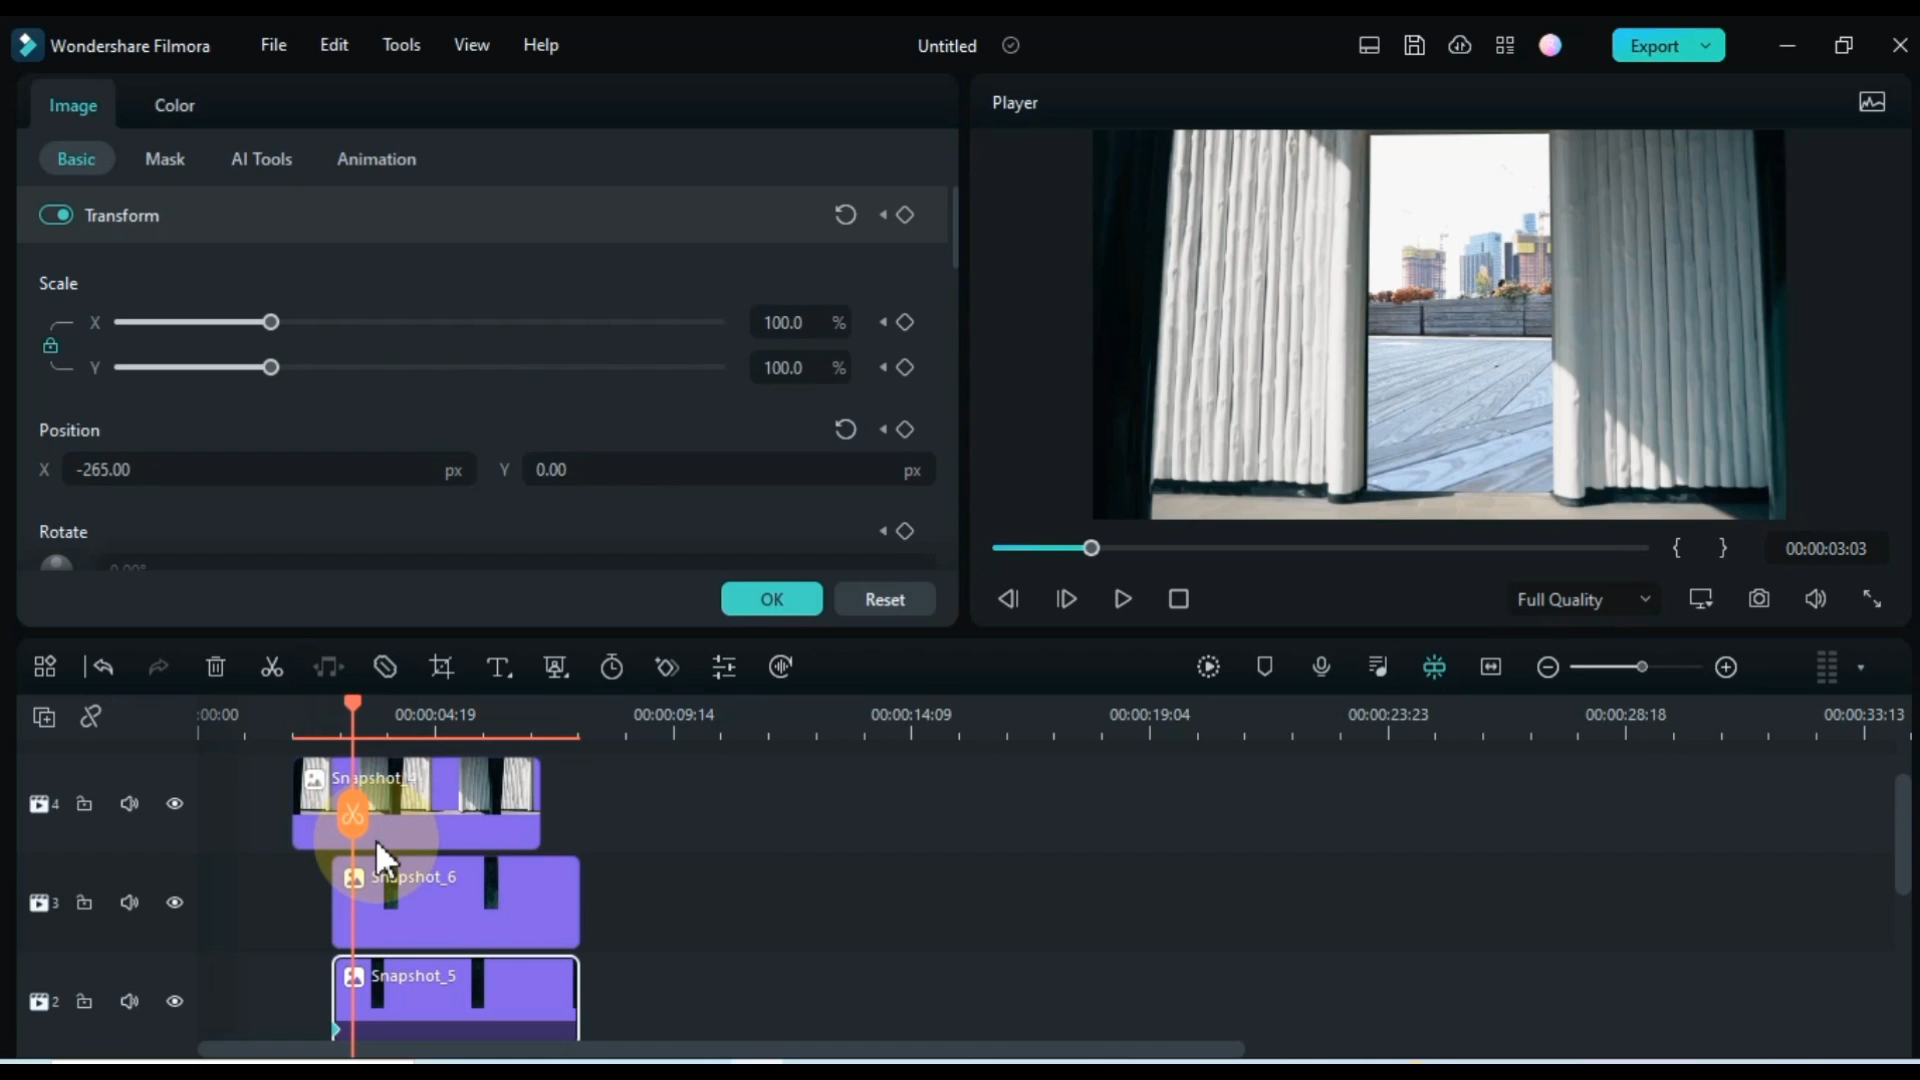 Wondershare Filmora File Edit Tools View Help Untitled Export
Image Color Player
Basic Mask AI Tools Animation
Transform
Scale
X 100.0 %
Y 100.0 %
Position
X -265.00 px Y 0.00 px
Rotate
0.00°
{ } 00:00:03:03
OK Reset Full Quality
:00:00 00:00:04:19 00:00:09:14 00:00:14:09 00:00:19:04 00:00:23:23 00:00:28:18 00:00:33:13
Snapshot_4
4
Snapshot_6
3
Snapshot_5
2